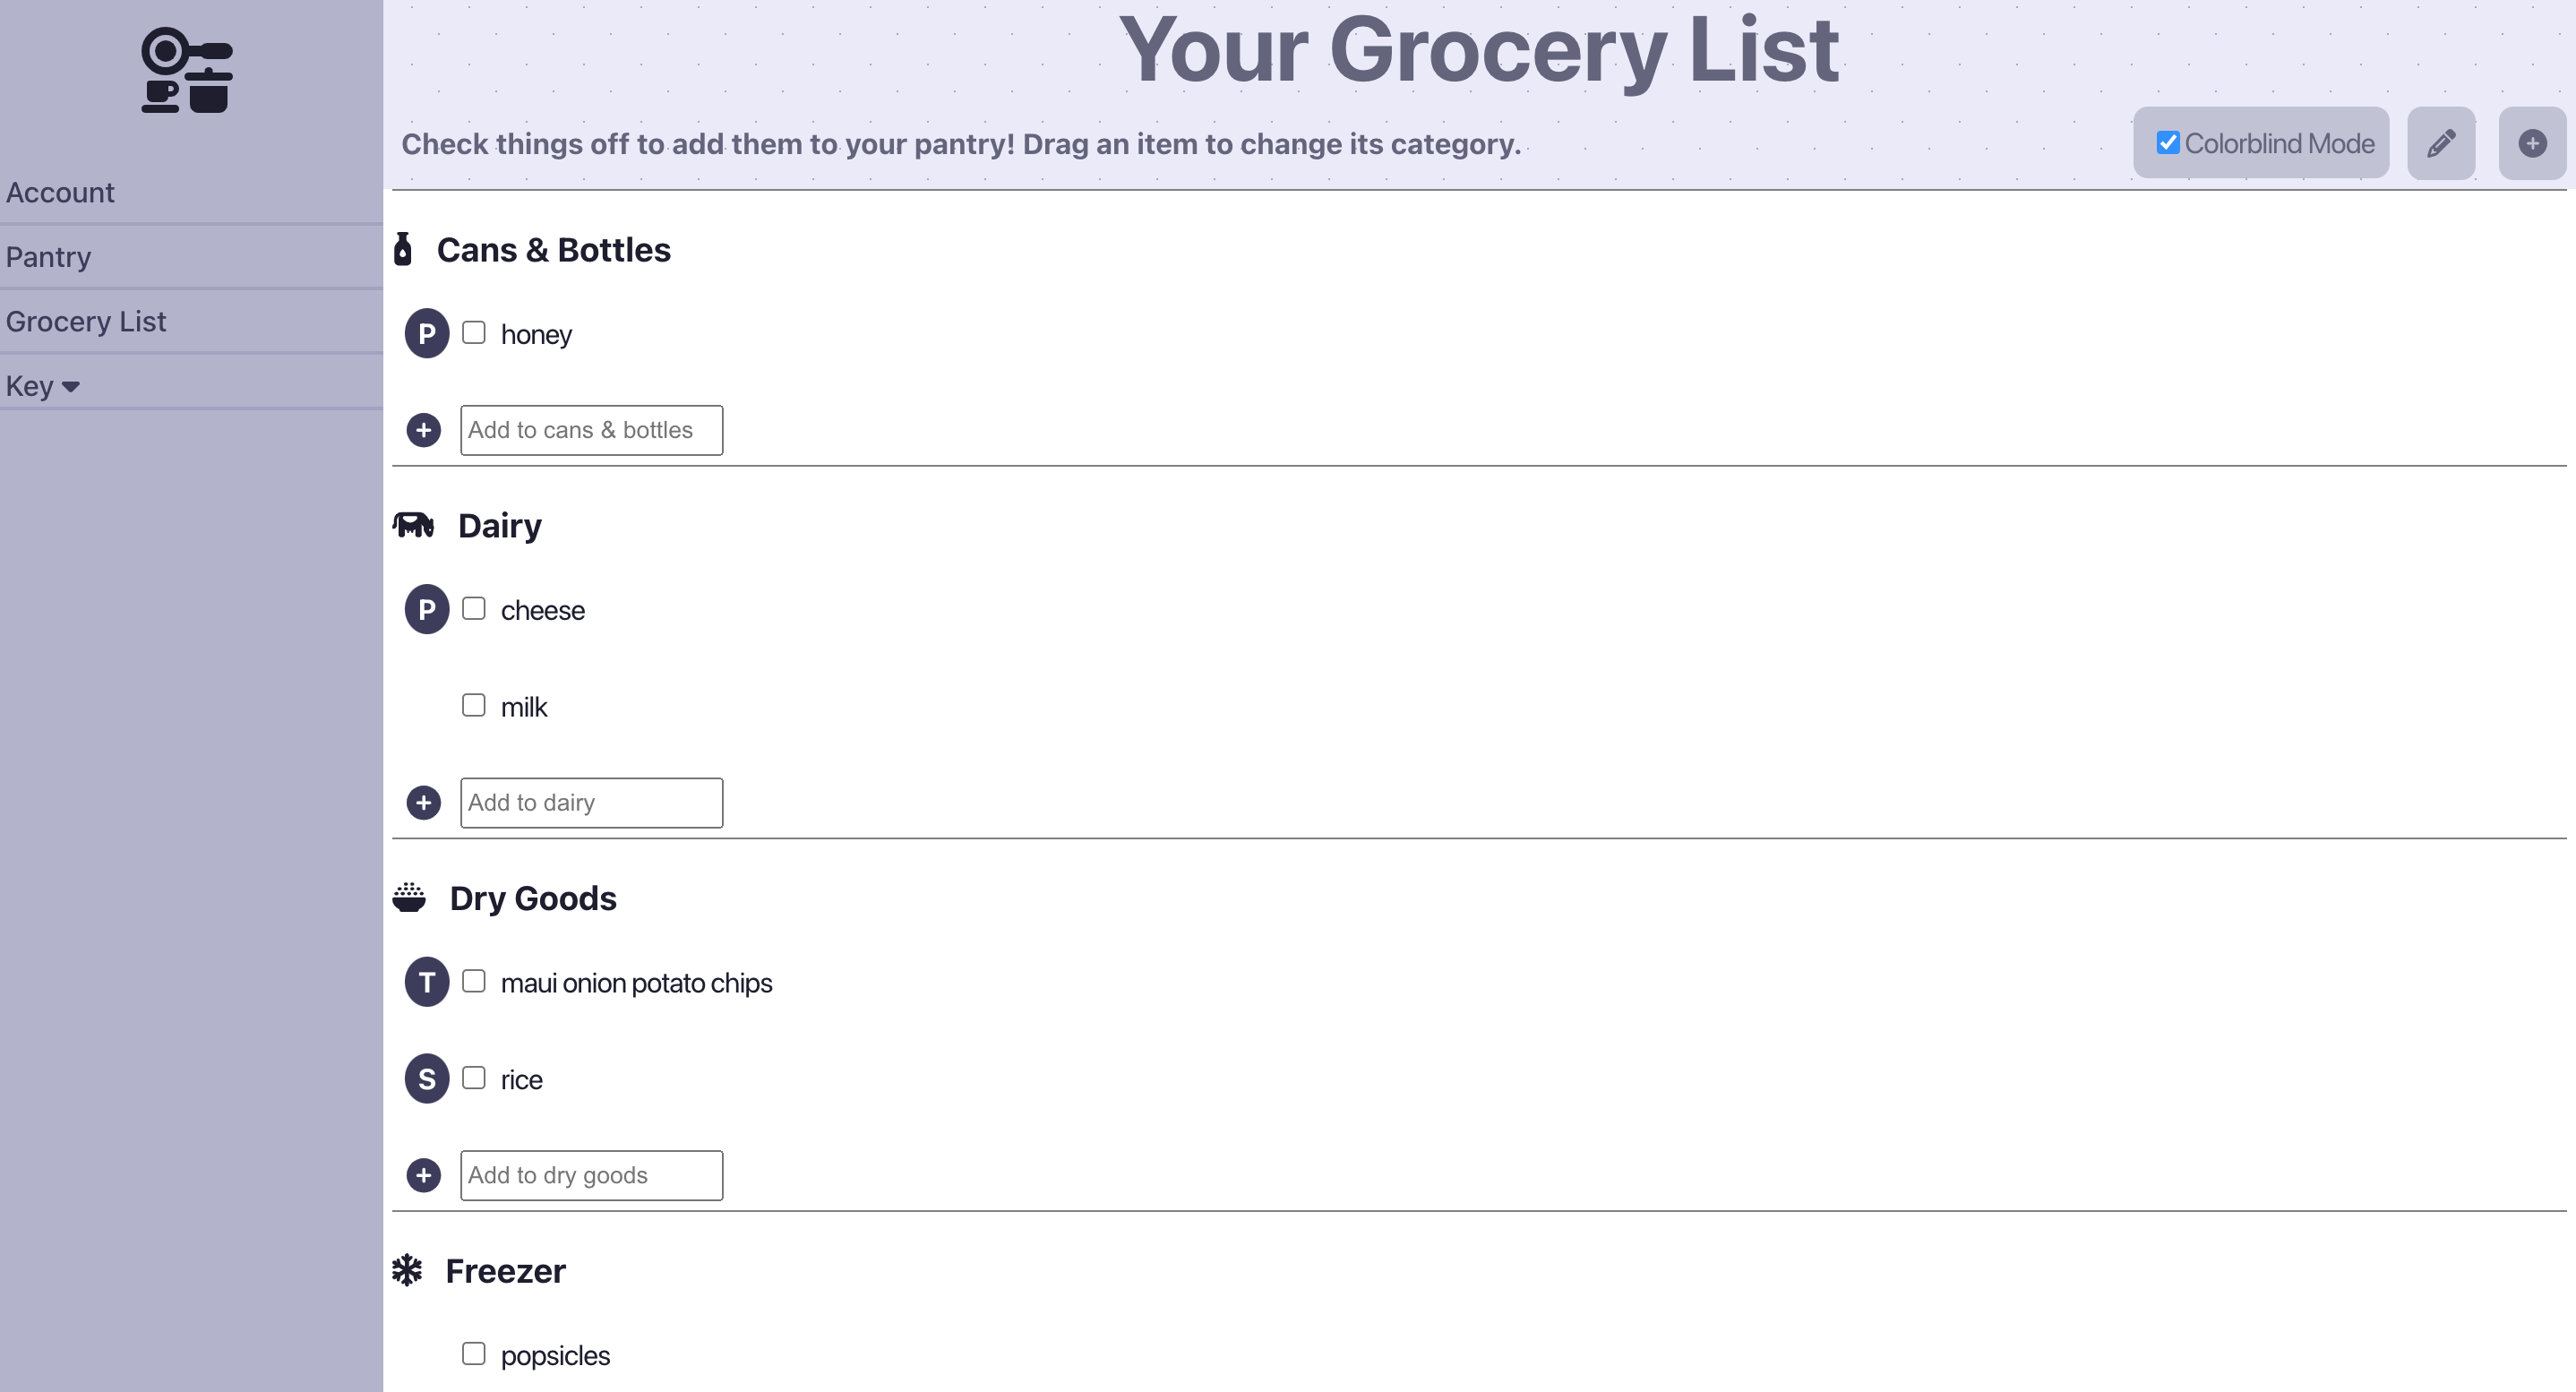 Your Grocery List
Check things off to add them to your pantry! Drag an item to change its category.
Colorblind Mode
Account
Pantry
Grocery List
Key
Cans & Bottles
P honey
Add to cans & bottles
Dairy
P cheese
milk
Add to dairy
Dry Goods
T maui onion potato chips
S rice
Add to dry goods
Freezer
popsicles